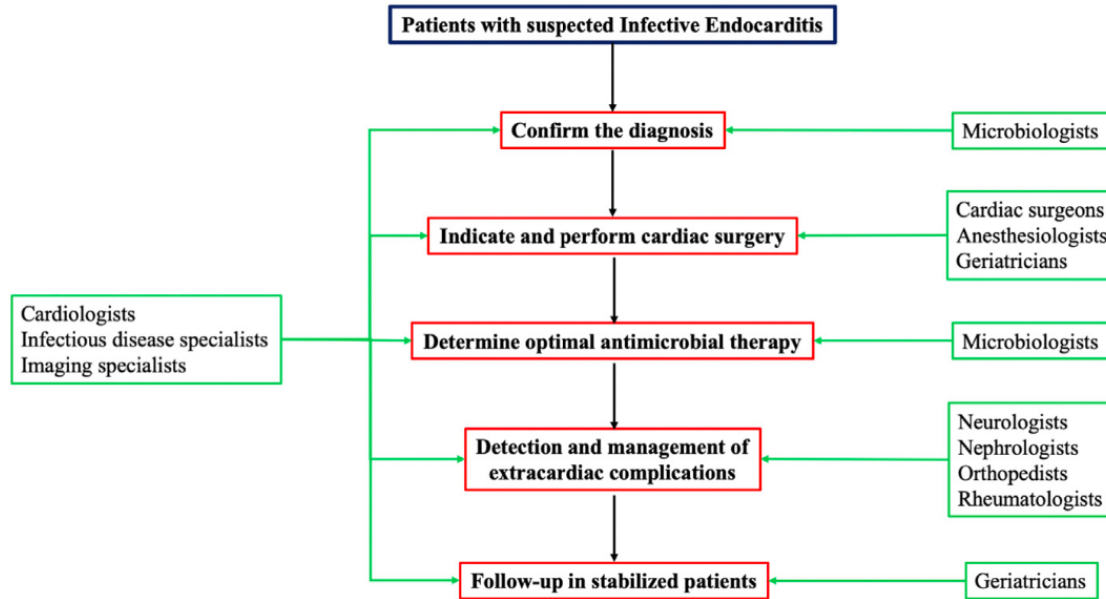 Patients with suspected Infective Endocarditis
Confirm the diagnosis
Microbiologists
Indicate and perform cardiac surgery
Cardiac surgeons
Anesthesiologists
Geriatricians
Cardiologists
Infectious disease specialists
Imaging specialists
Determine optimal antimicrobial therapy
Microbiologists
Detection and management of
extracardiac complications
Neurologists
Nephrologists
Orthopedists
Rheumatologists
Follow-up in stabilized patients
Geriatricians